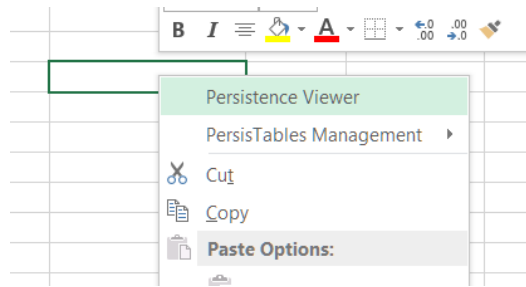 B I A ←.0 .00 .00 →.0
Persistence Viewer
PersisTables Management
Cut
Copy
Paste Options: